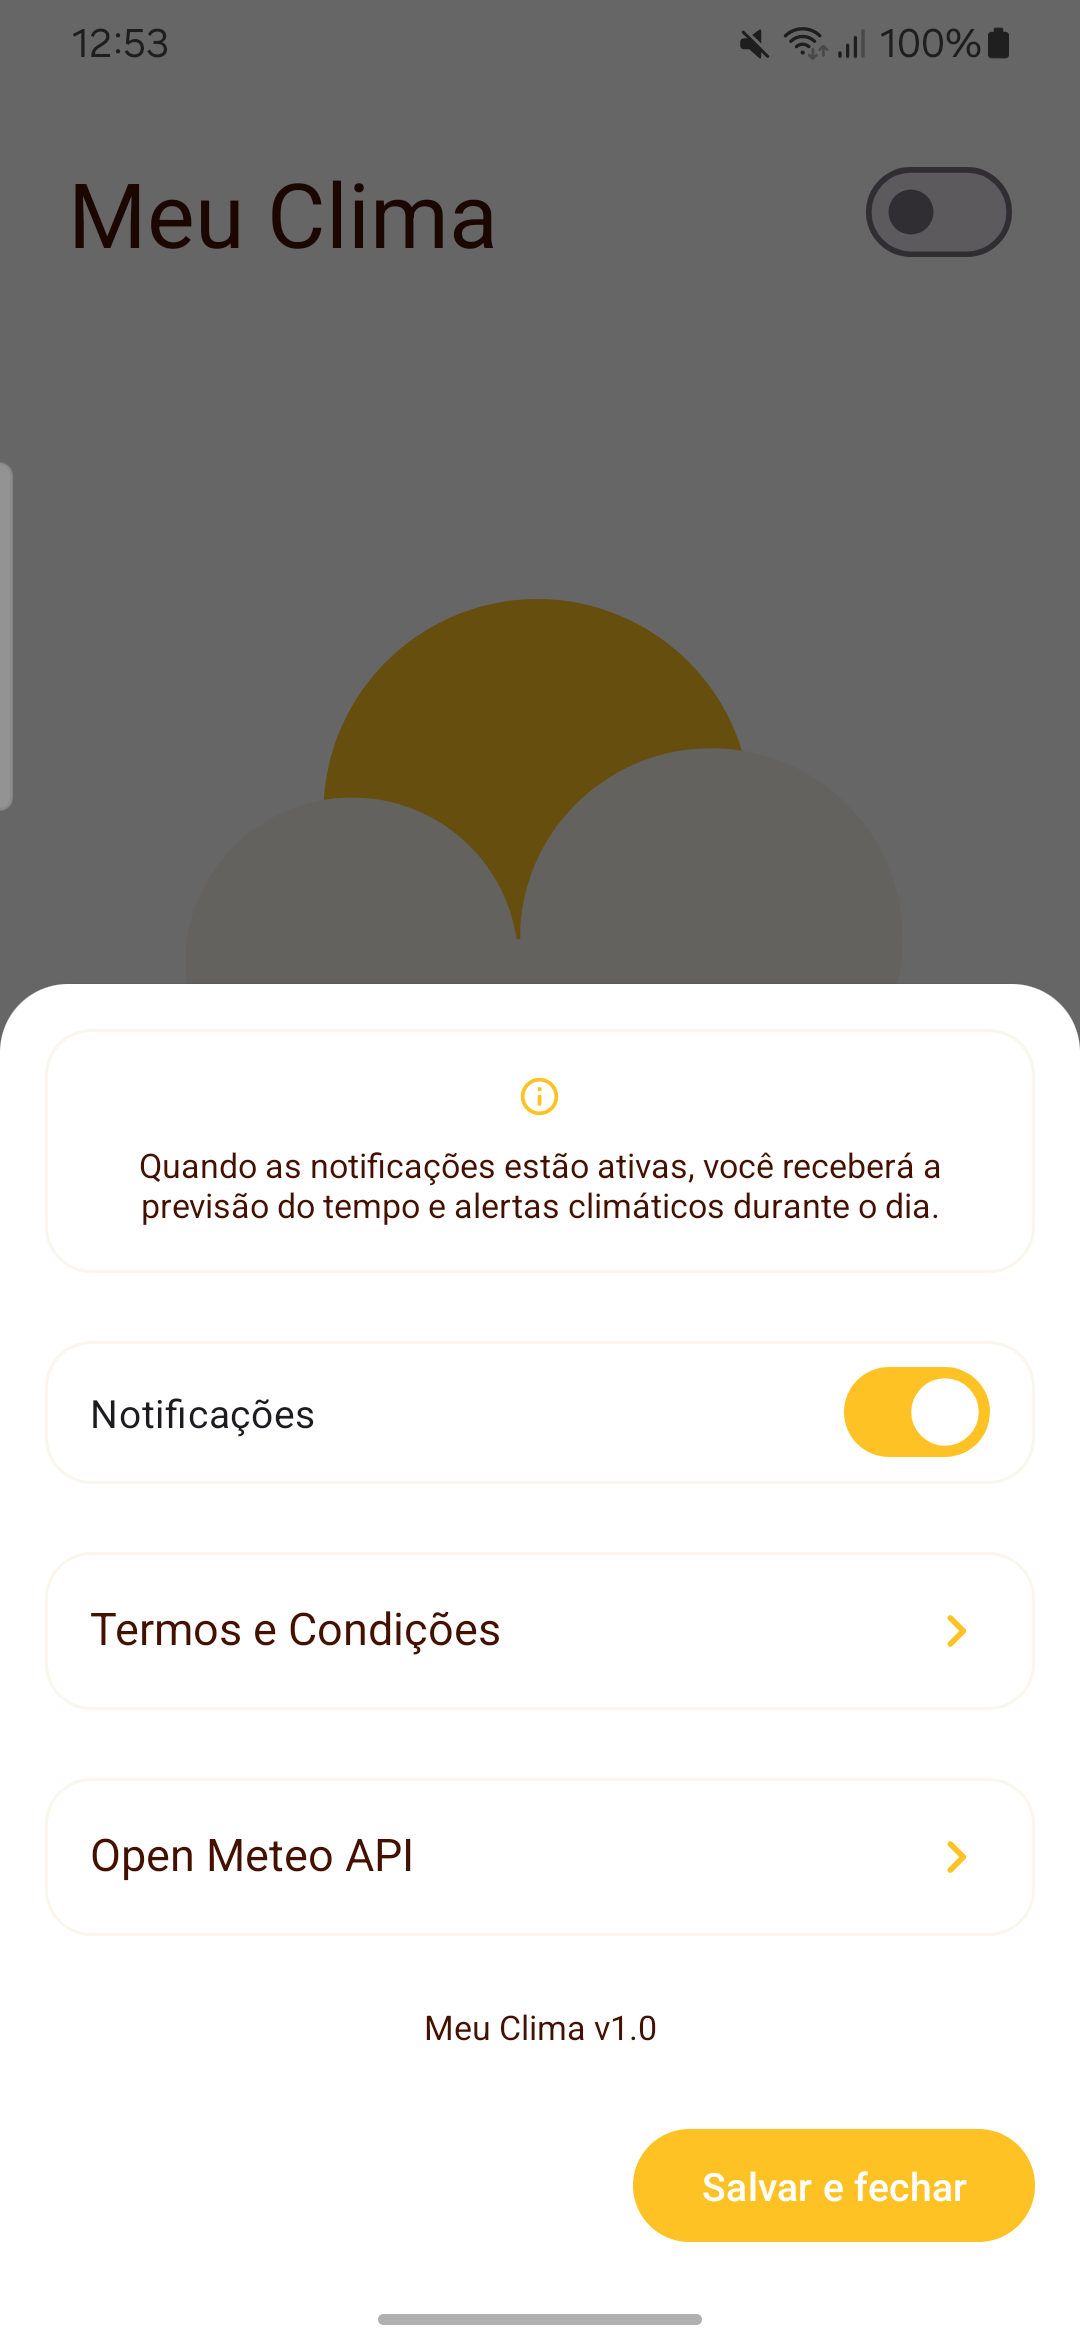 12:53
100%
Meu Clima
Quando as notificações estão ativas, você receberá a
previsão do tempo e alertas climáticos durante o dia.
Notificações
Termos e Condições
Open Meteo API
Meu Clima v1.0
Salvar e fechar